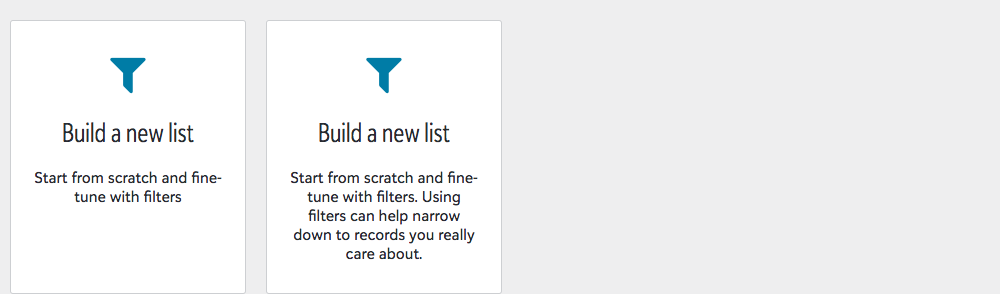 Build a new list
Start from scratch and fine-
tune with filters
Build a new list
Start from scratch and fine-
tune with filters. Using
filters can help narrow
down to records you really
care about.